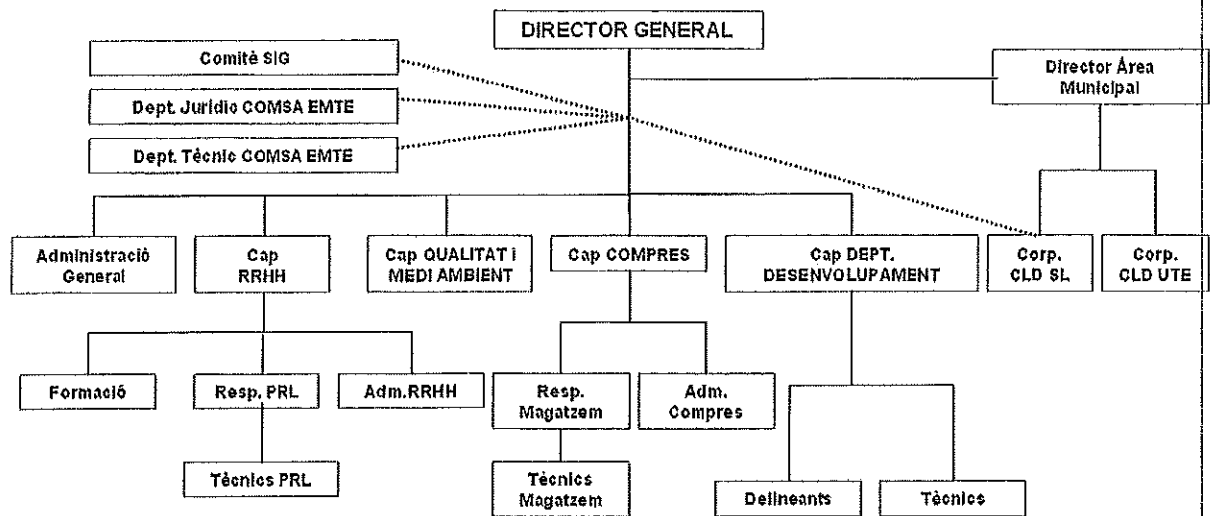 DIRECTOR GENERAL
Comitè SIG
Dept. Jurídic COMSA EMTE
Dept. Tècnic COMSA EMTE
Director Àrea
Municipal
Administració
General
Cap
RRHH
Cap QUALITAT i
MEDI AMBIENT
Cap COMPRES
Cap DEPT.
DESENVOLUPAMENT
Corp.
CLD SL
Corp.
CLD UTE
Formació
Resp. PRL
Adm.RRHH
Resp.
Magatzem
Adm.
Compres
Tècnics PRL
Tècnics
Magatzem
Delineants
Tècnics